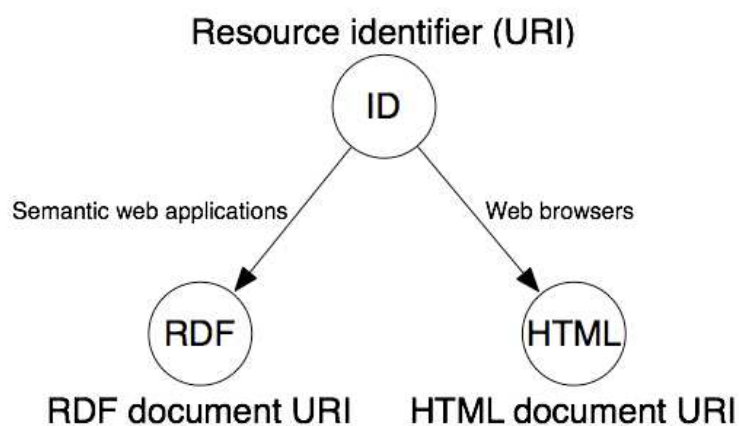 Resource identifier (URI)
ID
Semantic web applications
Web browsers
RDF
HTML
RDF document URI
HTML document URI